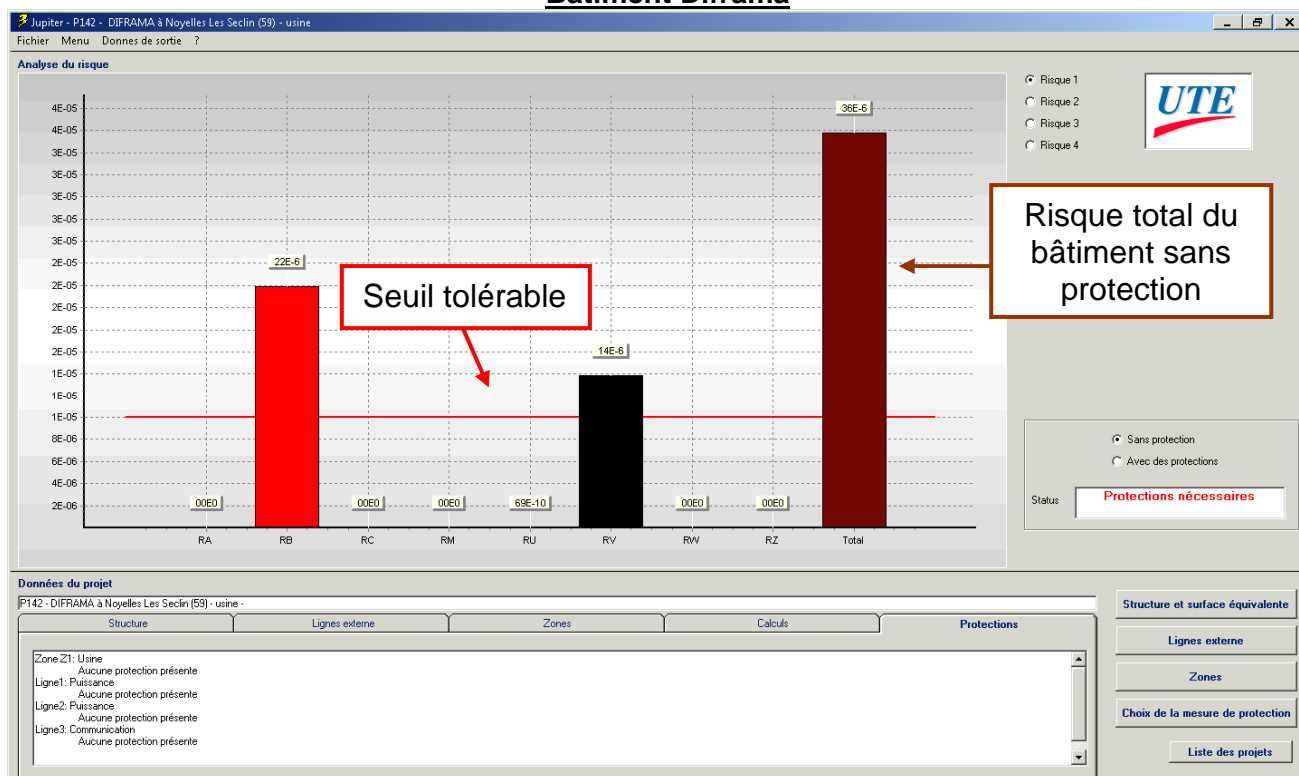 Bâtiment Diframa
Jupiter - P142 - DIFRAMA à Noyelles Les Seclin (59) - usine
Fichier Menu Donnes de sortie ?
Analyse du risque
4E-05
4E-05
3E-05
3E-05
3E-05
3E-05
3E-05
2E-05
2E-05
2E-05
2E-05
2E-05
1E-05
1E-05
1E-05
8E-06
6E-06
4E-06
2E-06
00E0
22E-6
00E0
00E0
69E-10
14E-6
00E0
00E0
36E-6
RA RB RC RM RU RV RW RZ Total
Seuil tolérable
Risque 1
Risque 2
Risque 3
Risque 4
UTE
Risque total du
bâtiment sans
protection
Sans protection
Avec des protections
Status Protections nécessaires
Données du projet
P142 - DIFRAMA à Noyelles Les Seclin (59) - usine -
Structure Lignes externe Zones Calculs Protections
Zone Z1: Usine
Aucune protection présente
Ligne1: Puissance
Aucune protection présente
Ligne2: Puissance
Aucune protection présente
Ligne3: Communication
Aucune protection présente
Structure et surface équivalente
Lignes externe
Zones
Choix de la mesure de protection
Liste des projets